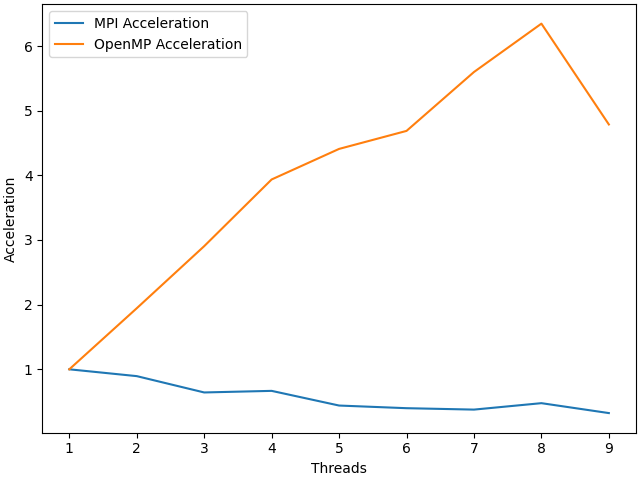 MPI Acceleration
OpenMP Acceleration
6
5
4
3
2
1
Acceleration
1 2 3 4 5 6 7 8 9
Threads